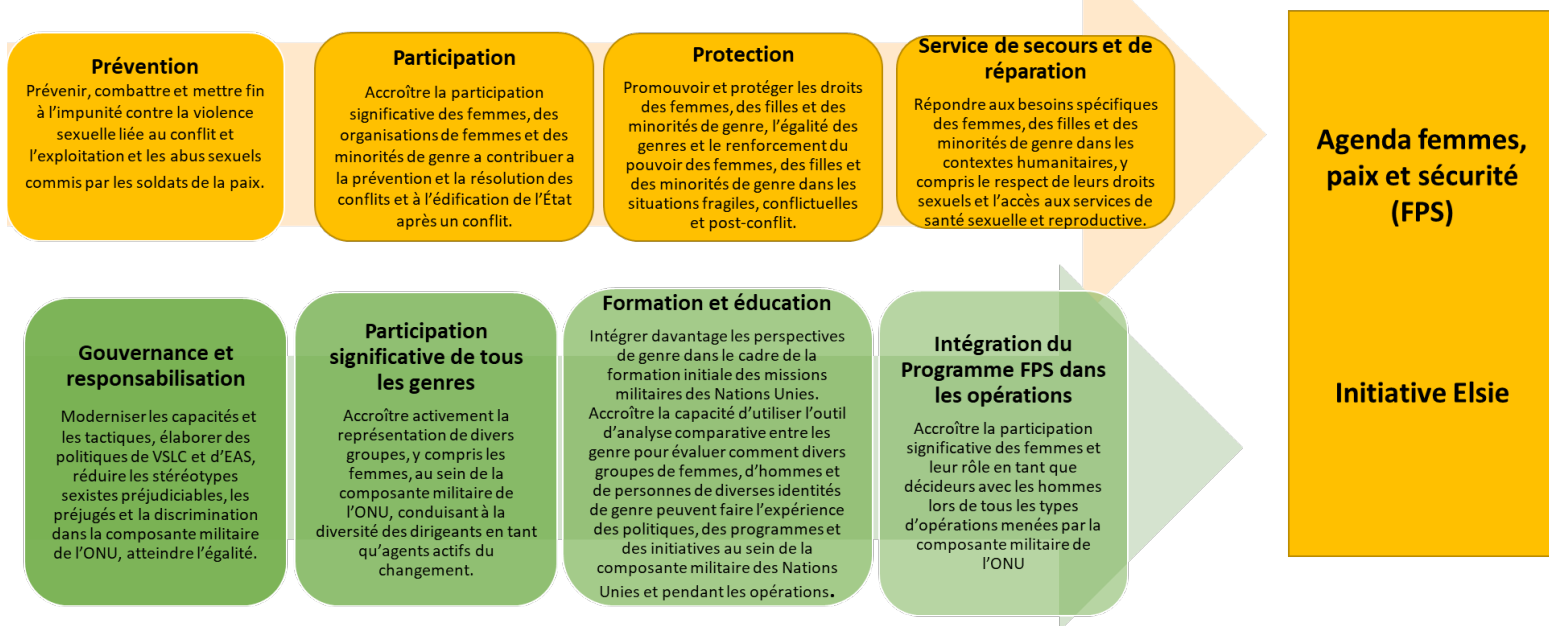 Prévention
Prévenir, combattre et mettre fin
à l'impunité contre la violence
sexuelle liée au conflit et
l'exploitation et les abus sexuels
commis par les soldats de la paix.
Participation
Accroître la participation
significative des femmes, des
organisations de femmes et des
minorités de genre a contribuer a
la prévention et la résolution des
conflits et à l'édification de l'État
après un conflit.
Protection
Promouvoir et protéger les droits
des femmes, des filles et des
minorités de genre, l'égalité des
genres et le renforcement du
pouvoir des femmes, des filles et
des minorités de genre dans les
situations fragiles, conflictuelles
et post-conflit.
Service de secours et de
réparation
Répondre aux besoins spécifiques
des femmes, des filles et des
minorités de genre dans les
contextes humanitaires, y
compris le respect de leurs droits
sexuels et l'accès aux services de
santé sexuelle et reproductive.
Agenda femmes,
paix et sécurité
(FPS)
Initiative Elsie
Gouvernance et
responsabilisation
Moderniser les capacités et
les tactiques, élaborer des
politiques de VSLC et d'EAS,
réduire les stéréotypes
sexistes préjudiciables, les
préjugés et la discrimination
dans la composante militaire
de l'ONU, atteindre l'égalité.
Participation
significative de tous
les genres
Accroître activement la
représentation de divers
groupes, y compris les
femmes, au sein de la
composante militaire de
l'ONU, conduisant à la
diversité des dirigeants en tant
qu'agents actifs du
changement.
Formation et éducation
Intégrer davantage les perspectives
de genre dans le cadre de la
formation initiale des missions
militaires des Nations Unies.
Accroître la capacité d'utiliser l'outil
d'analyse comparative entre les
genre pour évaluer comment divers
groupes de femmes, d'hommes et
de personnes de diverses identités
de genre peuvent faire l'expérience
des politiques, des programmes et
des initiatives au sein de la
composante militaire des Nations
Unies et pendant les opérations.
Intégration du
Programme FPS dans
les opérations
Accroître la participation
significative des femmes et
leur rôle en tant que
décideurs avec les hommes
lors de tous les types
d'opérations menées par la
composante militaire de
l'ONU